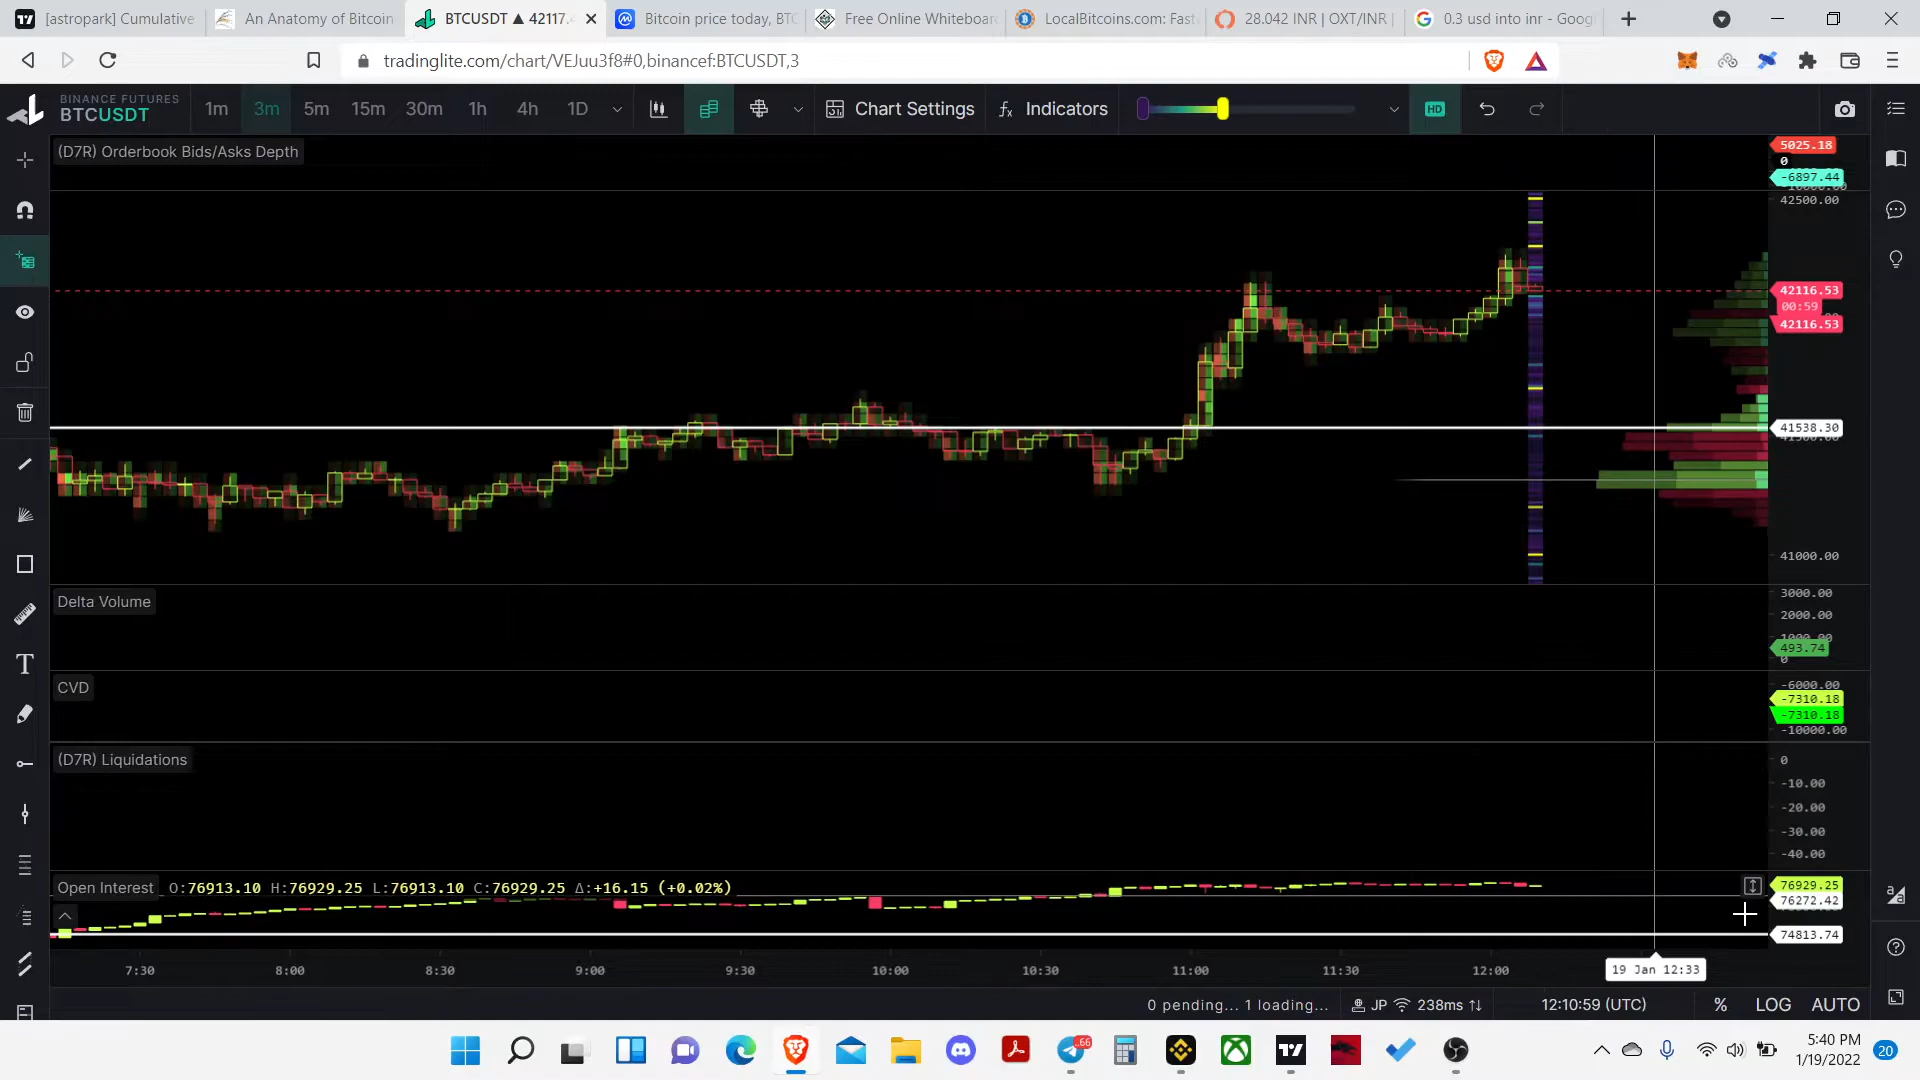 [astropark] Cumulative
An Anatomy of Bitcoin
BTCUSDT ▲ 42117.
Bitcoin price today, BTC
Free Online Whiteboar
LocalBitcoins.com: Fast
28.042 INR | OXT/INR |
0.3 usd into inr - Goog
tradinglite.com/chart/VEJuu3f8#0,binancef:BTCUSDT,3
BINANCE FUTURES
BTCUSDT
1m 3m 5m 15m 30m 1h 4h 1D
Chart Settings
Indicators
HD
(D7R) Orderbook Bids/Asks Depth
5025.18
0
-6897.44
42500.00
42116.53
00:59
42116.53
41538.30
41000.00
Delta Volume
3000.00
2000.00
493.74
0
CVD
-6000.00
-7310.18
-7310.18
-10000.00
(D7R) Liquidations
0
-10.00
-20.00
-30.00
-40.00
Open Interest O:76913.10 H:76929.25 L:76913.10 C:76929.25 Δ:+16.15 (+0.02%)
76929.25
76272.42
74813.74
7:30 8:00 8:30 9:00 9:30 10:00 10:30 11:00 11:30 12:00
19 Jan 12:33
0 pending... 1 loading...
JP 238ms
12:10:59 (UTC)
% LOG AUTO
66
5:40 PM
1/19/2022
20